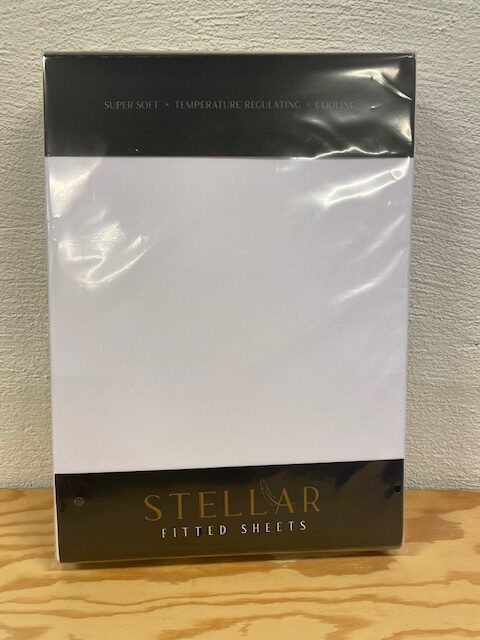 SUPER SOFT • TEMPERATURE REGULATING • COOLING
STELLAR
FITTED SHEETS